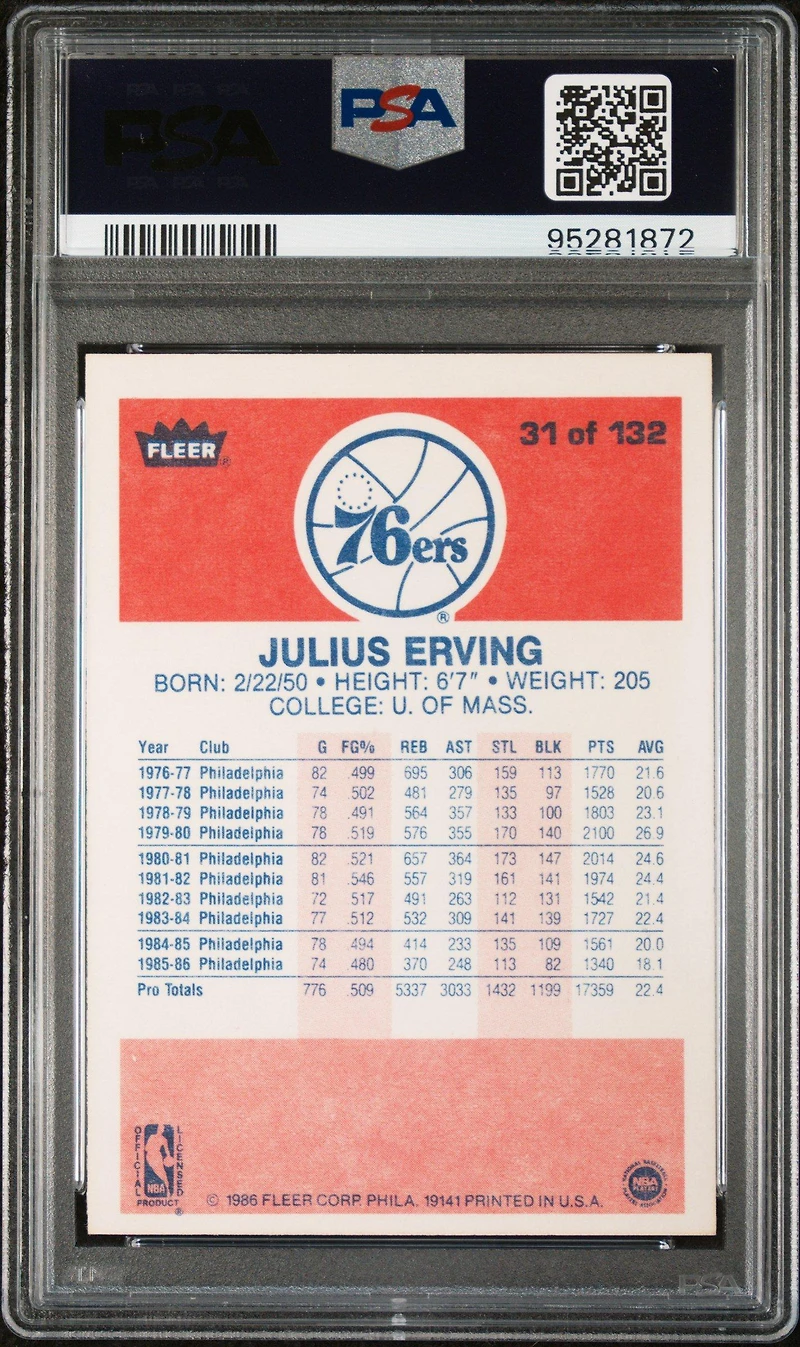 PSA
PSA
95281872
FLEER
31 of 132
76ers
®
JULIUS ERVING
BORN: 2/22/50 • HEIGHT: 6'7" • WEIGHT: 205
COLLEGE: U. OF MASS.
Year Club G FG% REB AST STL BLK PTS AVG
1976-77 Philadelphia 82 .499 695 306 159 113 1770 21.6
1977-78 Philadelphia 74 .502 481 279 135 97 1528 20.6
1978-79 Philadelphia 78 .491 564 357 133 100 1803 23.1
1979-80 Philadelphia 78 .519 576 355 170 140 2100 26.9
1980-81 Philadelphia 82 .521 657 364 173 147 2014 24.6
1981-82 Philadelphia 81 .546 557 319 161 141 1974 24.4
1982-83 Philadelphia 72 .517 491 263 112 131 1542 21.4
1983-84 Philadelphia 77 .512 532 309 141 139 1727 22.4
1984-85 Philadelphia 78 .494 414 233 135 109 1561 20.0
1985-86 Philadelphia 74 .480 370 248 113 82 1340 18.1
Pro Totals 776 .509 5337 3033 1432 1199 17359 22.4
OFFICIAL LICENSED
NBA
PRODUCT ®
© 1986 FLEER CORP. PHILA. 19141 PRINTED IN U.S.A.
NATIONAL BASKETBALL
NBA
PLAYERS
PLAYERS ASSOCIATION
PSA